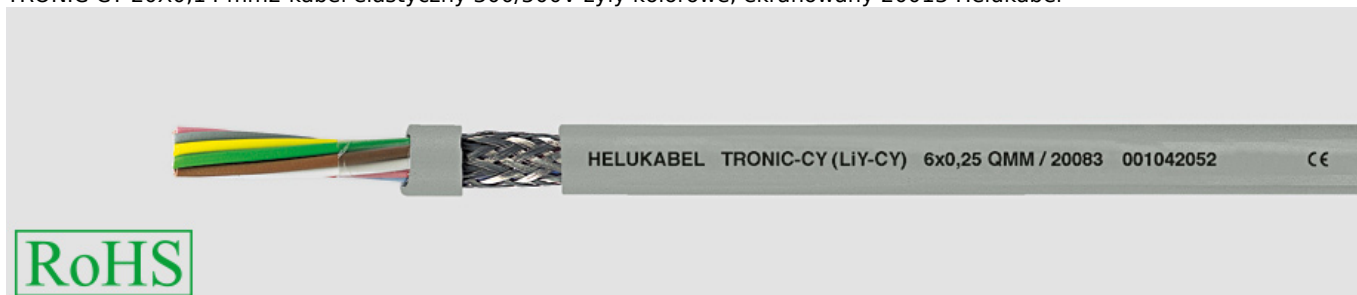 HELUKABEL TRONIC-CY (LiY-CY) 6x0,25 QMM / 20083 001042052 CE
RoHS